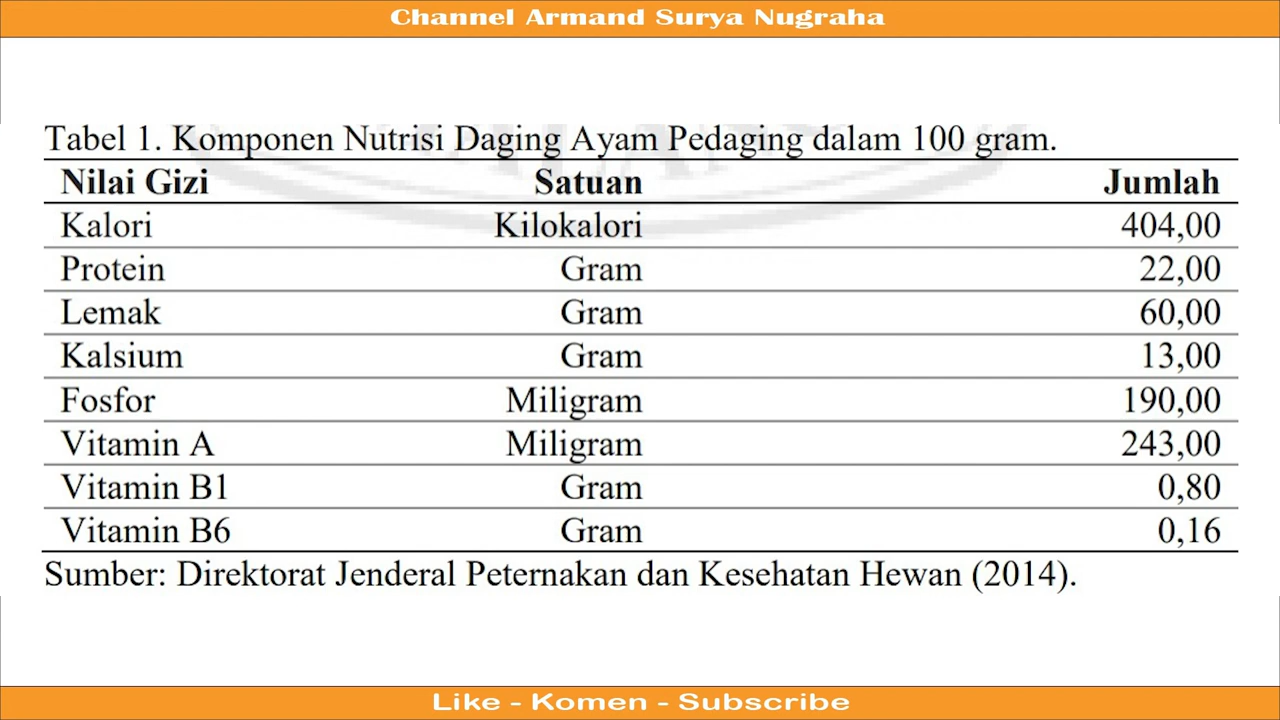 Channel Armand Surya Nugraha
Tabel 1. Komponen Nutrisi Daging Ayam Pedaging dalam 100 gram.
Nilai Gizi Satuan Jumlah
Kalori Kilokalori 404,00
Protein Gram 22,00
Lemak Gram 60,00
Kalsium Gram 13,00
Fosfor Miligram 190,00
Vitamin A Miligram 243,00
Vitamin B1 Gram 0,80
Vitamin B6 Gram 0,16
Sumber: Direktorat Jenderal Peternakan dan Kesehatan Hewan (2014).
Like - Komen - Subscribe